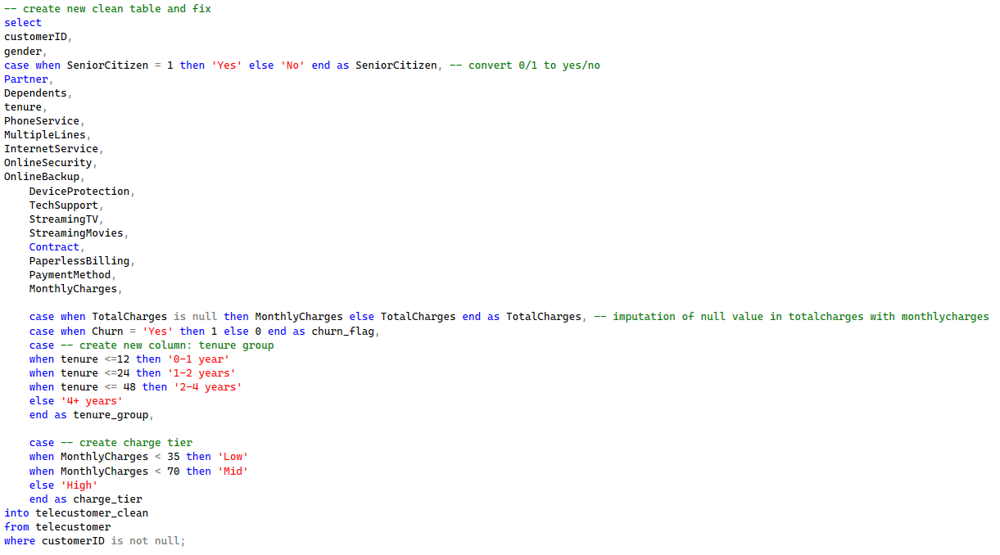 -- create new clean table and fix
select
customerID,
gender,
case when SeniorCitizen = 1 then 'Yes' else 'No' end as SeniorCitizen, -- convert 0/1 to yes/no
Partner,
Dependents,
tenure,
PhoneService,
MultipleLines,
InternetService,
OnlineSecurity,
OnlineBackup,
    DeviceProtection,
    TechSupport,
    StreamingTV,
    StreamingMovies,
    Contract,
    PaperlessBilling,
    PaymentMethod,
    MonthlyCharges,

    case when TotalCharges is null then MonthlyCharges else TotalCharges end as TotalCharges, -- imputation of null value in totalcharges with monthlycharges
    case when Churn = 'Yes' then 1 else 0 end as churn_flag,
    case -- create new column: tenure group
    when tenure <=12 then '0-1 year'
    when tenure <=24 then '1-2 years'
    when tenure <= 48 then '2-4 years'
    else '4+ years'
    end as tenure_group,

    case -- create charge tier
    when MonthlyCharges < 35 then 'Low'
    when MonthlyCharges < 70 then 'Mid'
    else 'High'
    end as charge_tier
into telecustomer_clean
from telecustomer
where customerID is not null;